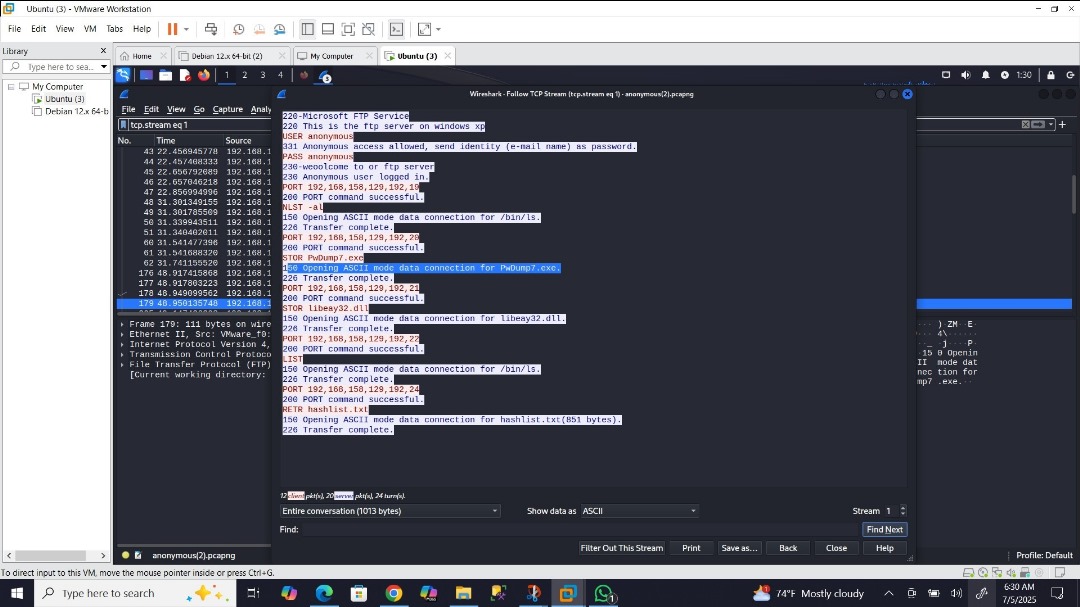 Ubuntu (3) - VMware Workstation
File Edit View VM Tabs Help
Library
Type here to sea...
My Computer
Ubuntu (3)
Debian 12.x 64-b
Home
Debian 12.x 64-bit (2)
My Computer
Ubuntu (3)
1 2 3 4
1:30
Wireshark - Follow TCP Stream (tcp.stream eq 1) - anonymous(2).pcapng
File Edit View Go Capture Analy
tcp.stream eq 1
No. Time Source
43 22.456945778 192.168.1
44 22.457408333 192.168.1
45 22.656792089 192.168.1
46 22.657046218 192.168.1
47 22.856994996 192.168.1
48 31.301349155 192.168.1
49 31.301785509 192.168.1
50 31.339943511 192.168.1
51 31.340402011 192.168.1
60 31.541477396 192.168.1
61 31.541688320 192.168.1
62 31.741155520 192.168.1
176 48.917415868 192.168.1
177 48.917803223 192.168.1
178 48.949099562 192.168.1
179 48.950135748 192.168.1
Frame 179: 111 bytes on wire
Ethernet II, Src: VMware_f0:
Internet Protocol Version 4,
Transmission Control Protoco
File Transfer Protocol (FTP)
[Current working directory:
220-Microsoft FTP Service
220 This is the ftp server on windows xp
USER anonymous
331 Anonymous access allowed, send identity (e-mail name) as password.
PASS anonymous
230-weoolcome to or ftp server
230 Anonymous user logged in.
PORT 192,168,158,129,192,19
200 PORT command successful.
NLST -al
150 Opening ASCII mode data connection for /bin/ls.
226 Transfer complete.
PORT 192,168,158,129,192,20
200 PORT command successful.
STOR PwDump7.exe
150 Opening ASCII mode data connection for PwDump7.exe.
226 Transfer complete.
PORT 192,168,158,129,192,21
200 PORT command successful.
STOR libeay32.dll
150 Opening ASCII mode data connection for libeay32.dll.
226 Transfer complete.
PORT 192,168,158,129,192,22
200 PORT command successful.
LIST
150 Opening ASCII mode data connection for /bin/ls.
226 Transfer complete.
PORT 192,168,158,129,192,24
200 PORT command successful.
RETR hashlist.txt
150 Opening ASCII mode data connection for hashlist.txt(851 bytes).
226 Transfer complete.
)·ZM··E·
4\······
··_ ·j····P·
·15 0 Openin
II mode dat
nec tion for
mp7 .exe.··
12 client pkt(s), 20 server pkt(s), 24 turn(s).
Entire conversation (1013 bytes)
Show data as ASCII
Stream 1
Find:
Find Next
Filter Out This Stream
Print
Save as...
Back
Close
Help
anonymous(2).pcapng
Profile: Default
To direct input to this VM, move the mouse pointer inside or press Ctrl+G.
Type here to search
1
74°F Mostly cloudy
6:30 AM
7/5/2025